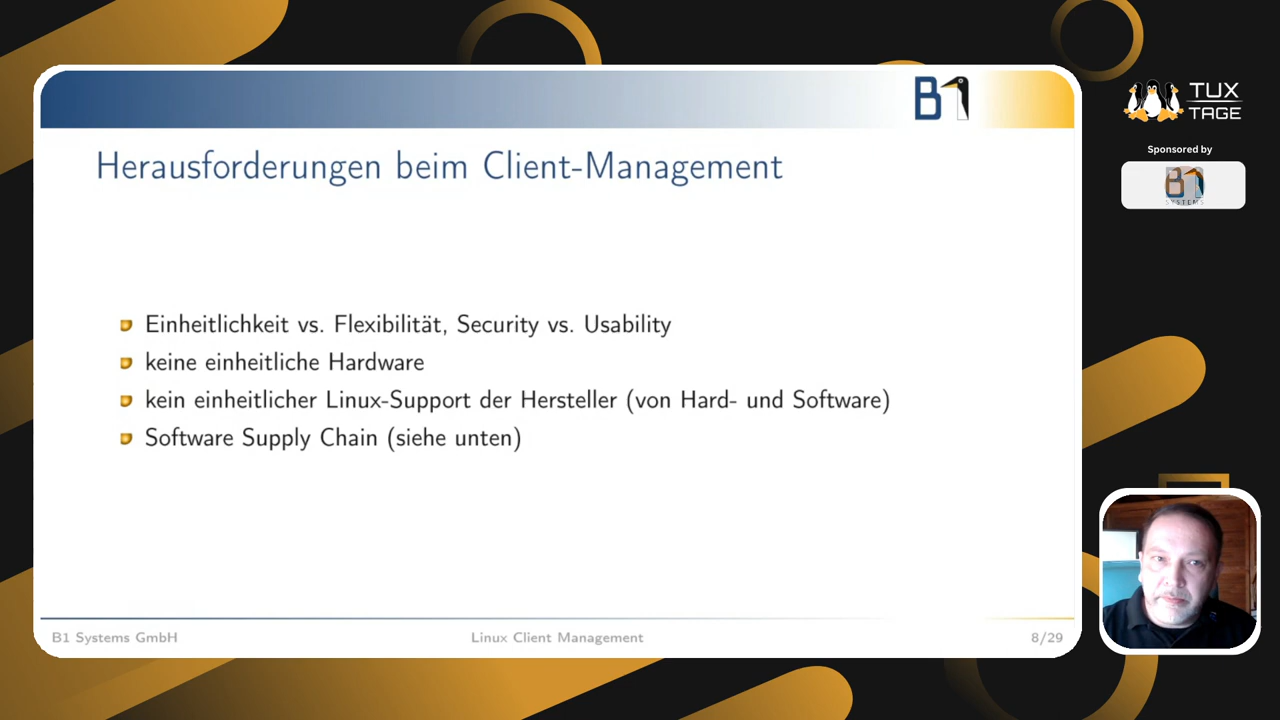 B1
TUX
TAGE
Sponsored by
B1
SYSTEMS
Herausforderungen beim Client-Management
Einheitlichkeit vs. Flexibilität, Security vs. Usability
keine einheitliche Hardware
kein einheitlicher Linux-Support der Hersteller (von Hard- und Software)
Software Supply Chain (siehe unten)
B1 Systems GmbH
Linux Client Management
8/29